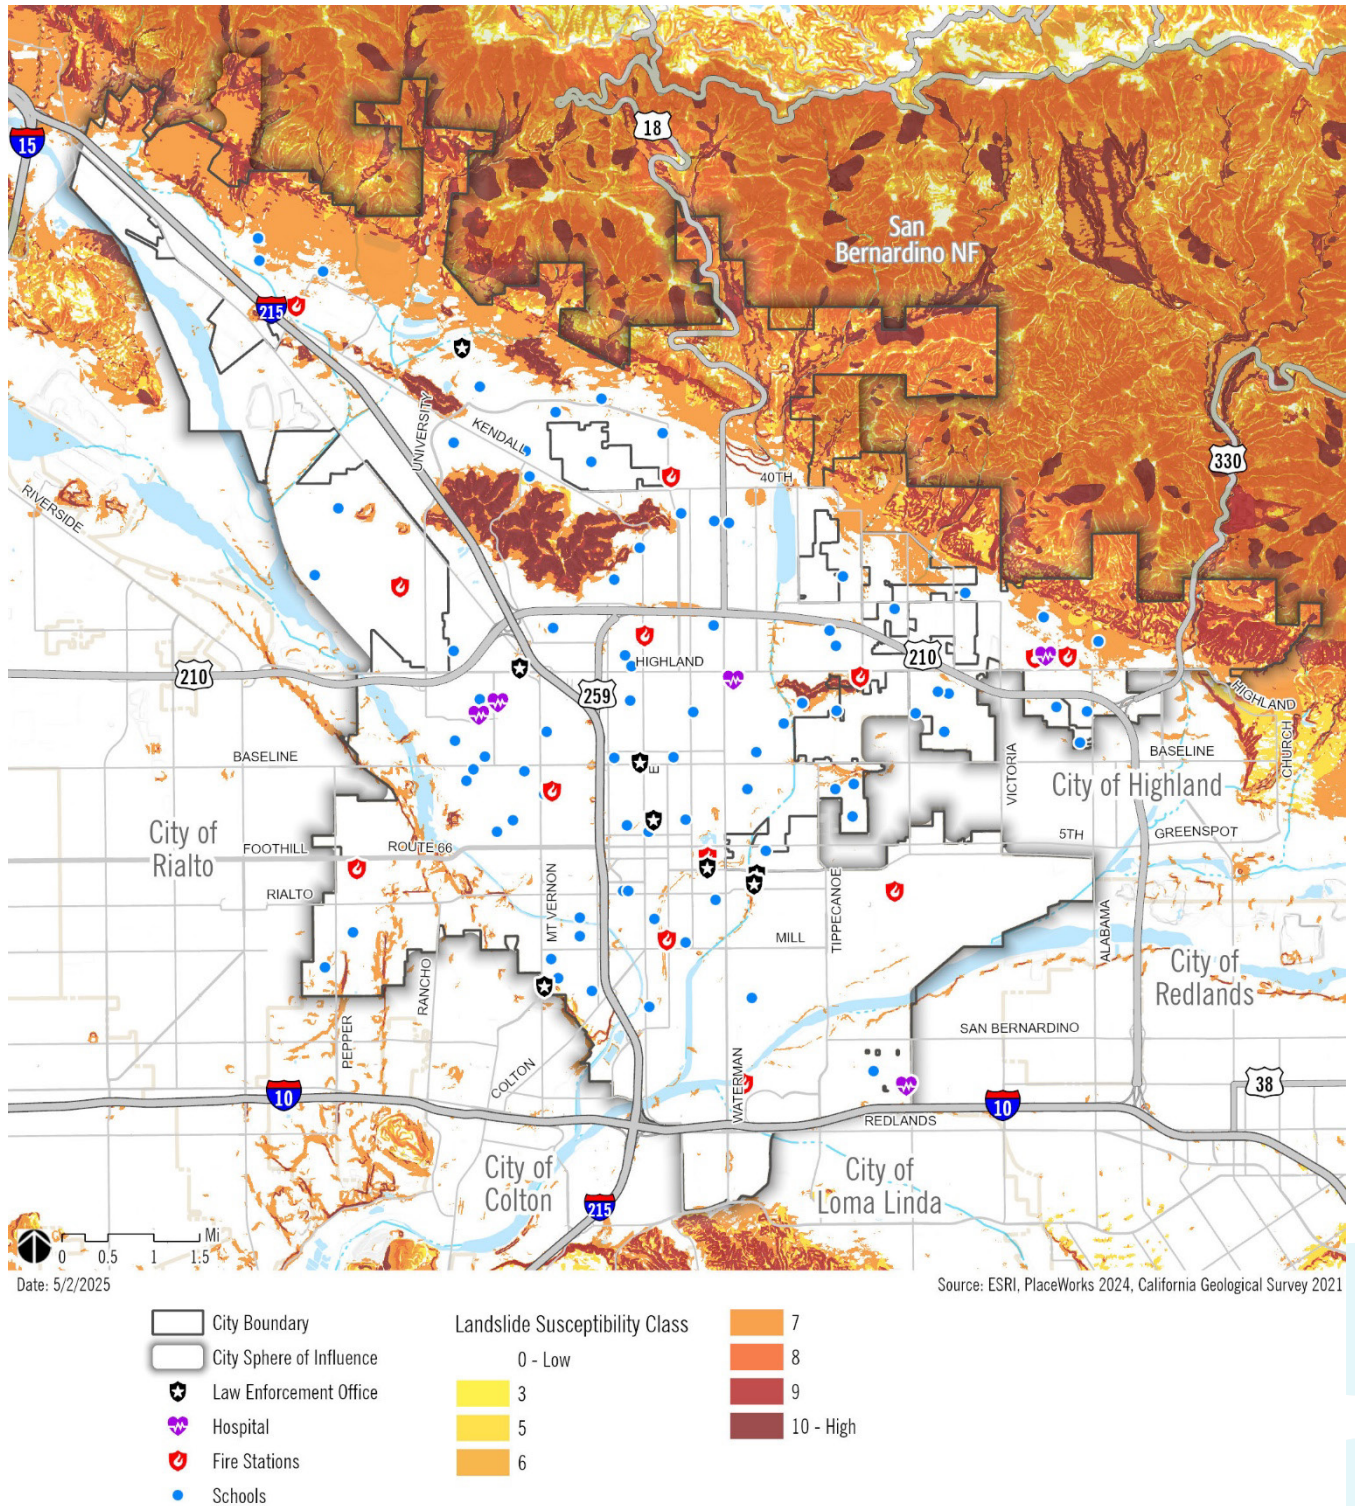 18
15
San
Bernardino NF
215
UNIVERSITY
KENDALL
330
40TH
RIVERSIDE
210
HIGHLAND
210
259
HIGHLAND
CHURCH
BASELINE
E
VICTORIA
BASELINE
City of Highland
City of
Rialto
FOOTHILL
ROUTE 66
5TH
GREENSPOT
RIALTO
MT VERNON
TIPPECANOE
MILL
ALABAMA
City of
Redlands
RANCHO
PEPPER
SAN BERNARDINO
COLTON
WATERMAN
10
10
38
REDLANDS
City of
Colton
City of
Loma Linda
215
Mi
0 0.5 1 1.5
Date: 5/2/2025
Source: ESRI, PlaceWorks 2024, California Geological Survey 2021
City Boundary
City Sphere of Influence
Law Enforcement Office
Hospital
Fire Stations
Schools
Landslide Susceptibility Class
0 - Low
3
5
6
7
8
9
10 - High